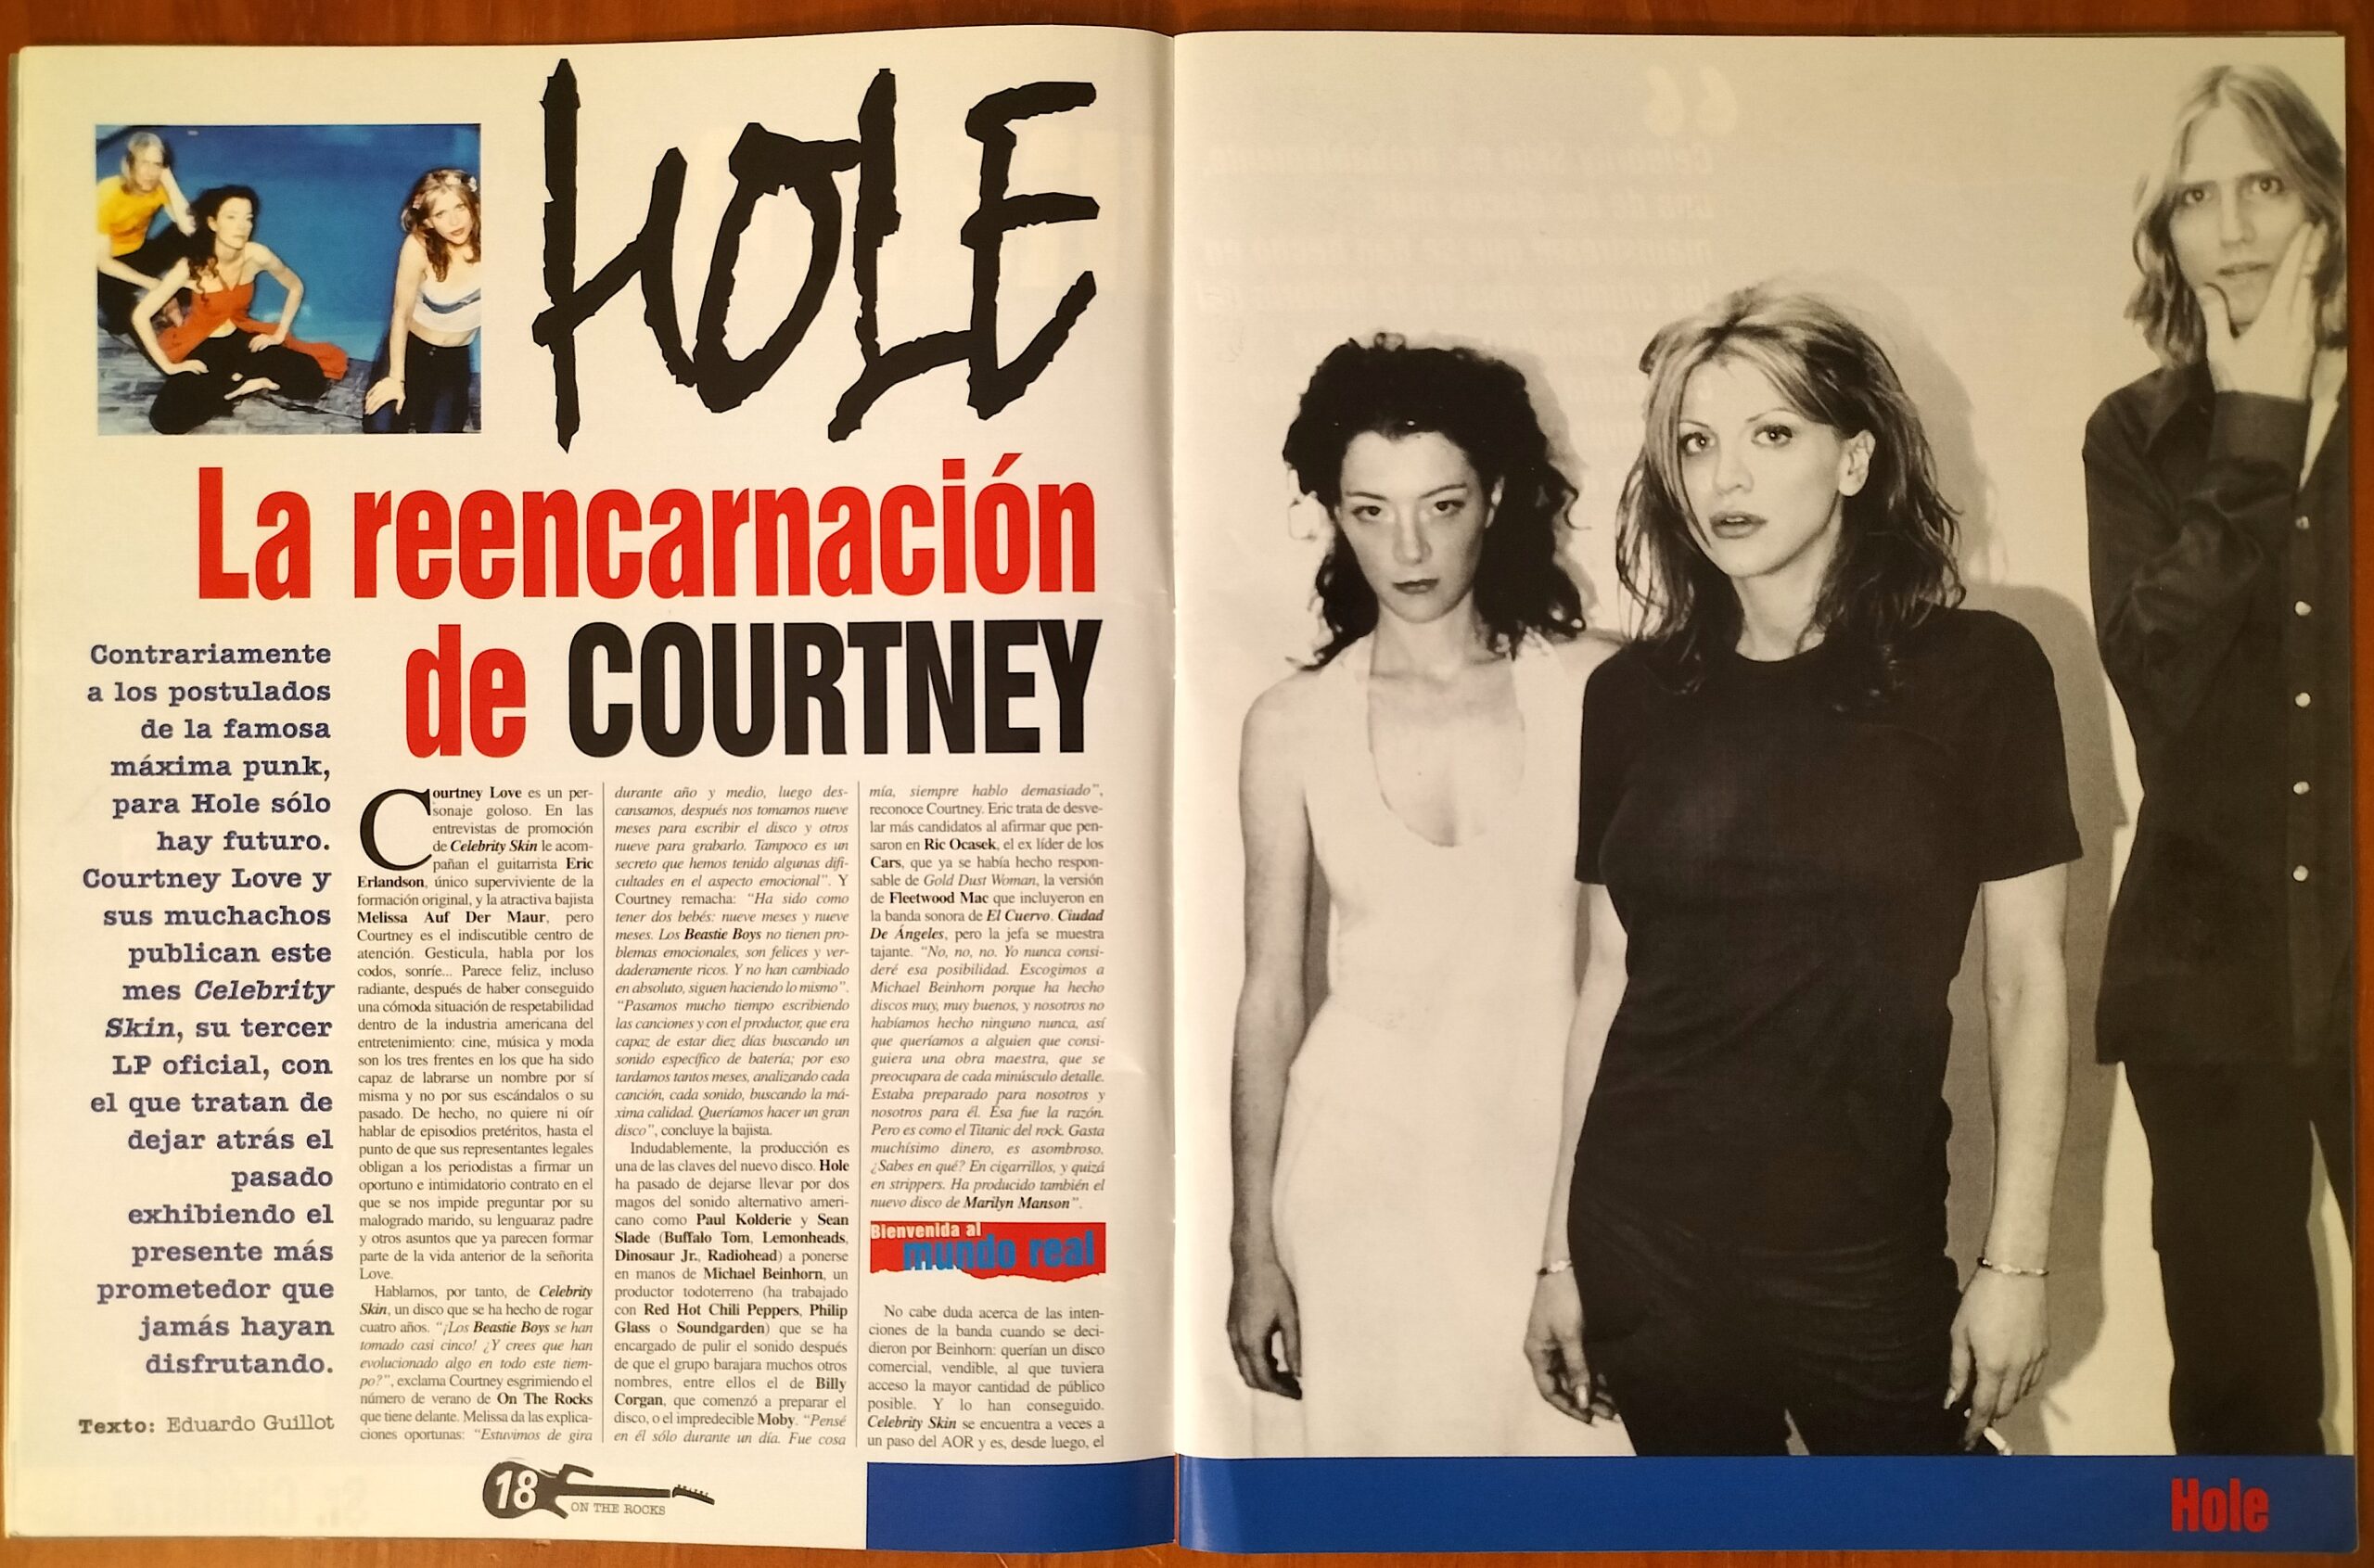 HOLE
La reencarnación
de COURTNEY
Contrariamente
a los postulados
de la famosa
máxima punk,
para Hole sólo
hay futuro.
Courtney Love y
sus muchachos
publican este
mes Celebrity
Skin, su tercer
LP oficial, con
el que tratan de
dejar atrás el
pasado
exhibiendo el
presente más
prometedor que
jamás hayan
disfrutando.
Texto: Eduardo Guillot
Courtney Love es un per-
sonaje goloso. En las
entrevistas de promoción
de Celebrity Skin le acom-
pañan el guitarrista Eric
Erlandson, único superviviente de la
formación original, y la atractiva bajista
Melissa Auf Der Maur, pero
Courtney es el indiscutible centro de
atención. Gesticula, habla por los
codos, sonríe... Parece feliz, incluso
radiante, después de haber conseguido
una cómoda situación de respetabilidad
dentro de la industria americana del
entretenimiento: cine, música y moda
son los tres frentes en los que ha sido
capaz de labrarse un nombre por sí
misma y no por sus escándalos o su
pasado. De hecho, no quiere ni oír
hablar de episodios pretéritos, hasta el
punto de que sus representantes legales
obligan a los periodistas a firmar un
oportuno e intimidatorio contrato en el
que se nos impide preguntar por su
malogrado marido, su lenguaraz padre
y otros asuntos que ya parecen formar
parte de la vida anterior de la señorita
Love.
Hablamos, por tanto, de Celebrity
Skin, un disco que se ha hecho de rogar
cuatro años. "¡Los Beastie Boys se han
tomado casi cinco! ¿Y crees que han
evolucionado algo en todo este tiem-
po?", exclama Courtney esgrimiendo el
número de verano de On The Rocks
que tiene delante. Melissa da las explica-
ciones oportunas: "Estuvimos de gira
durante año y medio, luego des-
cansamos, después nos tomamos nueve
meses para escribir el disco y otros
nueve para grabarlo. Tampoco es un
secreto que hemos tenido algunas difi-
cultades en el aspecto emocional". Y
Courtney remacha: "Ha sido como
tener dos bebés: nueve meses y nueve
meses. Los Beastie Boys no tienen pro-
blemas emocionales, son felices y ver-
daderamente ricos. Y no han cambiado
en absoluto, siguen haciendo lo mismo".
"Pasamos mucho tiempo escribiendo
las canciones y con el productor, que era
capaz de estar diez días buscando un
sonido específico de batería; por eso
tardamos tantos meses, analizando cada
canción, cada sonido, buscando la má-
xima calidad. Queríamos hacer un gran
disco", concluye la bajista.
Indudablemente, la producción es
una de las claves del nuevo disco. Hole
ha pasado de dejarse llevar por dos
magos del sonido alternativo ameri-
cano como Paul Kolderie y Sean
Slade (Buffalo Tom, Lemonheads,
Dinosaur Jr., Radiohead) a ponerse
en manos de Michael Beinhorn, un
productor todoterreno (ha trabajado
con Red Hot Chili Peppers, Philip
Glass o Soundgarden) que se ha
encargado de pulir el sonido después
de que el grupo barajara muchos otros
nombres, entre ellos el de Billy
Corgan, que comenzó a preparar el
disco, o el impredecible Moby. "Pensé
en él sólo durante un día. Fue cosa
mía, siempre hablo demasiado",
reconoce Courtney. Eric trata de desve-
lar más candidatos al afirmar que pen-
saron en Ric Ocasek, el ex líder de los
Cars, que ya se había hecho respon-
sable de Gold Dust Woman, la versión
de Fleetwood Mac que incluyeron en
la banda sonora de El Cuervo. Ciudad
De Ángeles, pero la jefa se muestra
tajante. "No, no, no. Yo nunca consi-
deré esa posibilidad. Escogimos a
Michael Beinhorn porque ha hecho
discos muy, muy buenos, y nosotros no
habíamos hecho ninguno nunca, así
que queríamos a alguien que consi-
guiera una obra maestra, que se
preocupara de cada minúsculo detalle.
Estaba preparado para nosotros y
nosotros para él. Esa fue la razón.
Pero es como el Titanic del rock. Gasta
muchísimo dinero, es asombroso.
¿Sabes en qué? En cigarrillos, y quizá
en strippers. Ha producido también el
nuevo disco de Marilyn Manson".
Bienvenida al
mundo real
No cabe duda acerca de las inten-
ciones de la banda cuando se deci-
dieron por Beinhorn: querían un disco
comercial, vendible, al que tuviera
acceso la mayor cantidad de público
posible. Y lo han conseguido.
Celebrity Skin se encuentra a veces a
un paso del AOR y es, desde luego, el
18
ON THE ROCKS
Hole